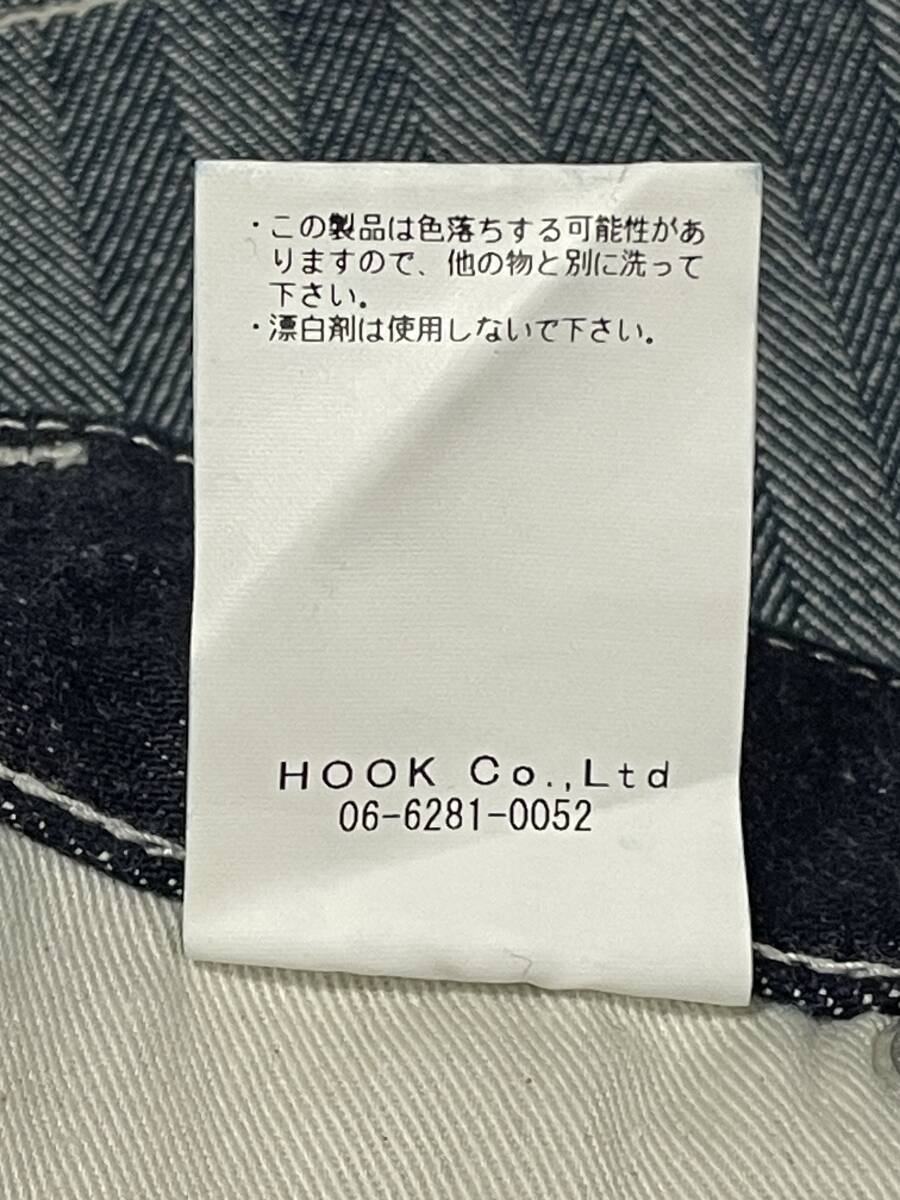 ・この製品は色落ちする可能性があ
りますので、他の物と別に洗って
下さい。
・漂白剤は使用しないで下さい。
HOOK Co.,Ltd
06-6281-0052